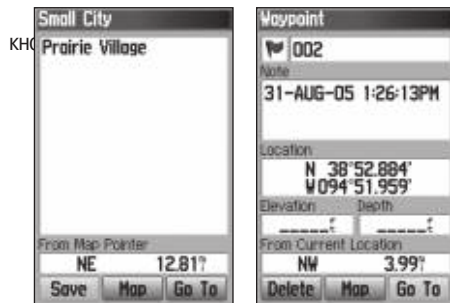 Small City
Prairie Village
From Map Pointer
NE 12.81
Save Map Go To
KH
Waypoint
002
Note
31-AUG-05 1:26:13PM
Location
N 38°52.884'
W094°51.959'
Elevation Depth
From Current Location
NW 3.99
Delete Map Go To